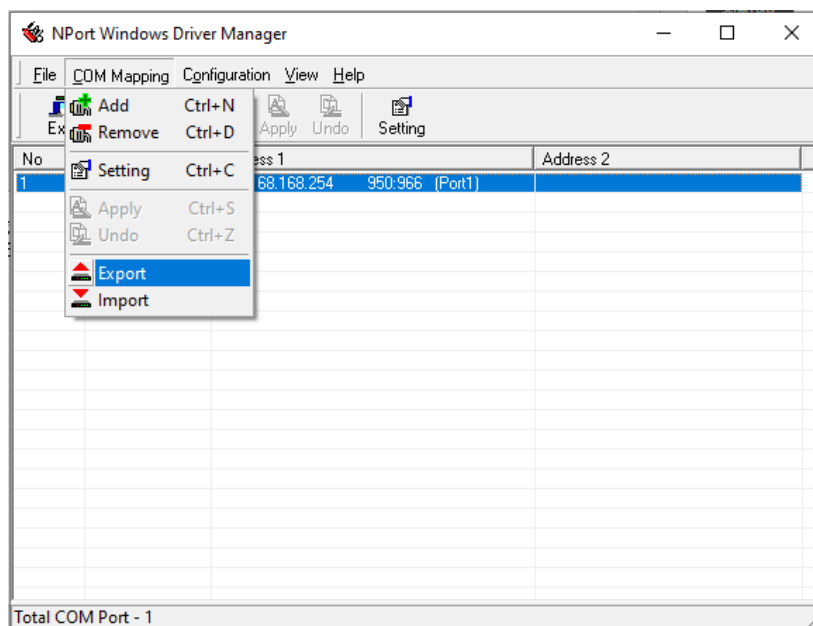 NPort Windows Driver Manager
File COM Mapping Configuration View Help
Add Ctrl+N
Remove Ctrl+D
Apply Undo Setting
Setting Ctrl+C
Apply Ctrl+S
Undo Ctrl+Z
Export
Import
No Address 2
1 68.168.254 950:966 (Port1)
Total COM Port - 1